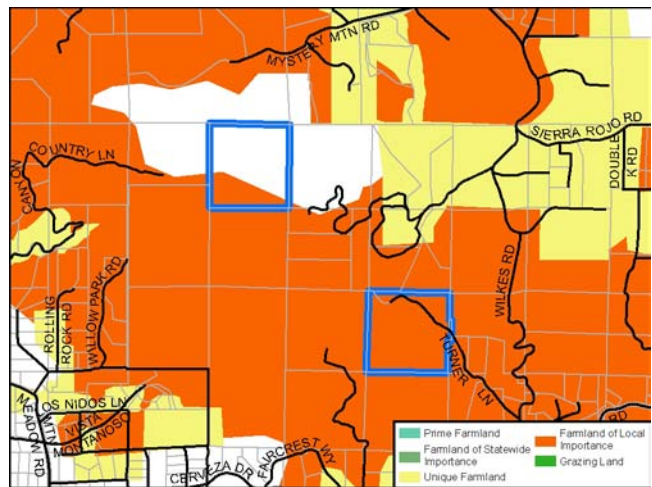 MYSTERY MTN RD
SIERRA ROJO RD
DOUBLE
K RD
COUNTRY LN
CANYON
WILKES RD
ROLLING
ROCK RD
WILLOW PARK RD
TURNER LN
OS NIDOS LN
MEADOW RD
MTN
VISTA
MONTANOSO
CERVEZA DR
FAIRCREST WY
RD
Prime Farmland
Farmland of Statewide
Importance
Unique Farmland
Farmland of Local
Importance
Grazing Land